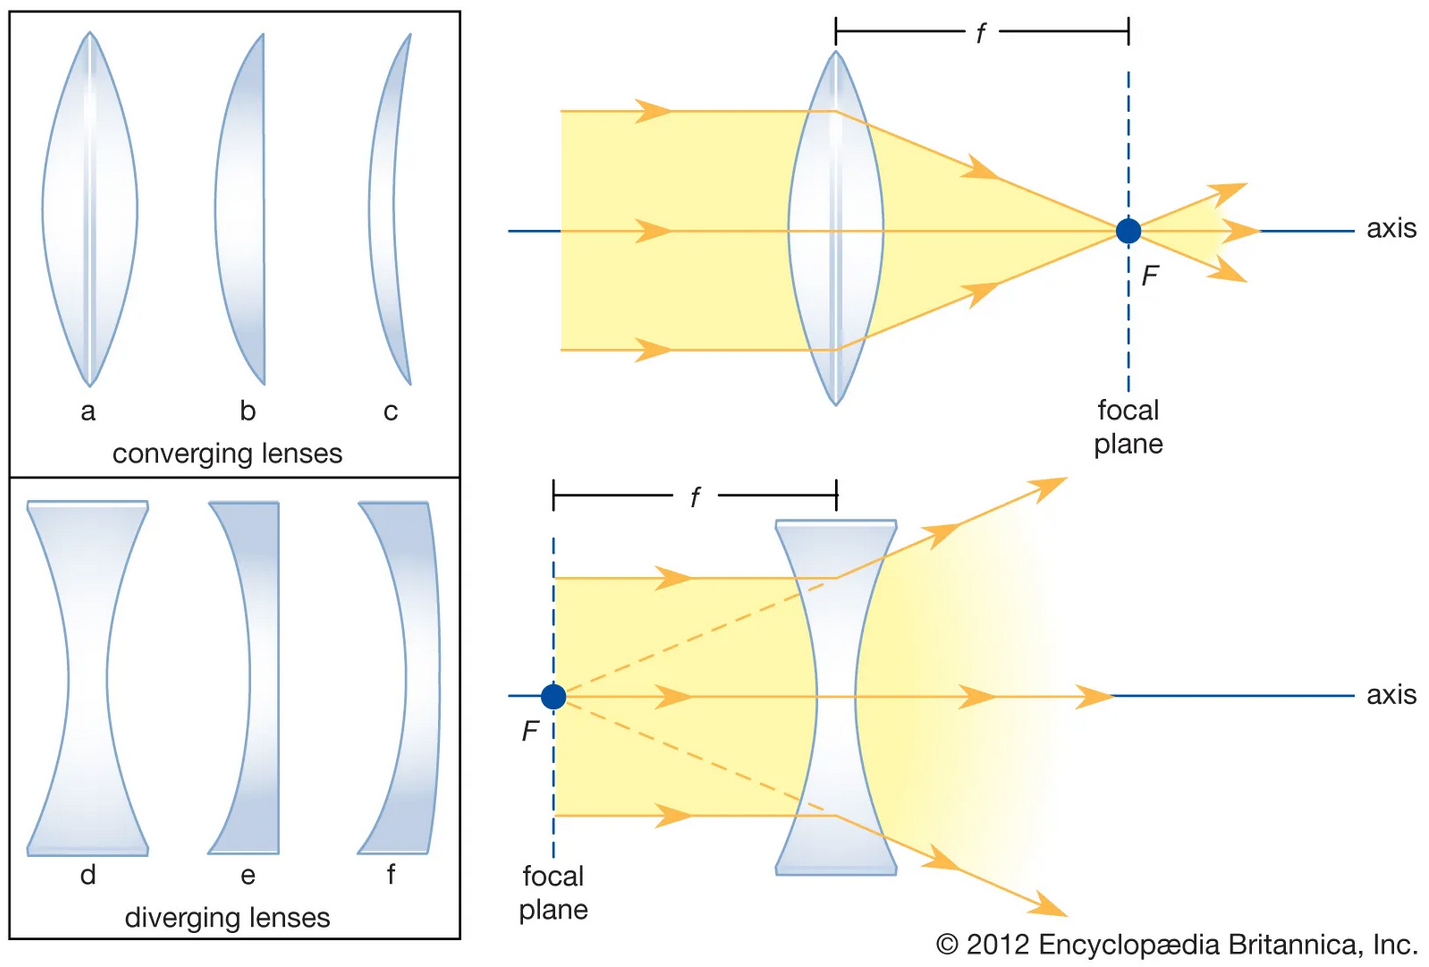 a
b
c
converging lenses
d
e
f
diverging lenses
f
axis
F
focal
plane
f
axis
F
focal
plane
© 2012 Encyclopædia Britannica, Inc.